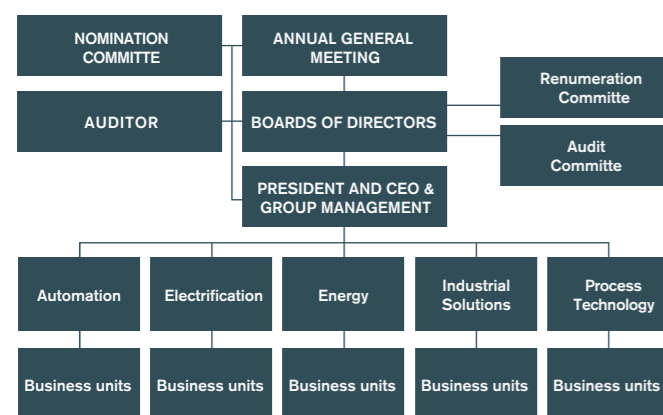 NOMINATION
COMMITTE
ANNUAL GENERAL
MEETING
Renumeration
Committe
AUDITOR
BOARDS OF DIRECTORS
Audit
Committe
PRESIDENT AND CEO &
GROUP MANAGEMENT
Automation
Electrification
Energy
Industrial
Solutions
Process
Technology
Business units
Business units
Business units
Business units
Business units